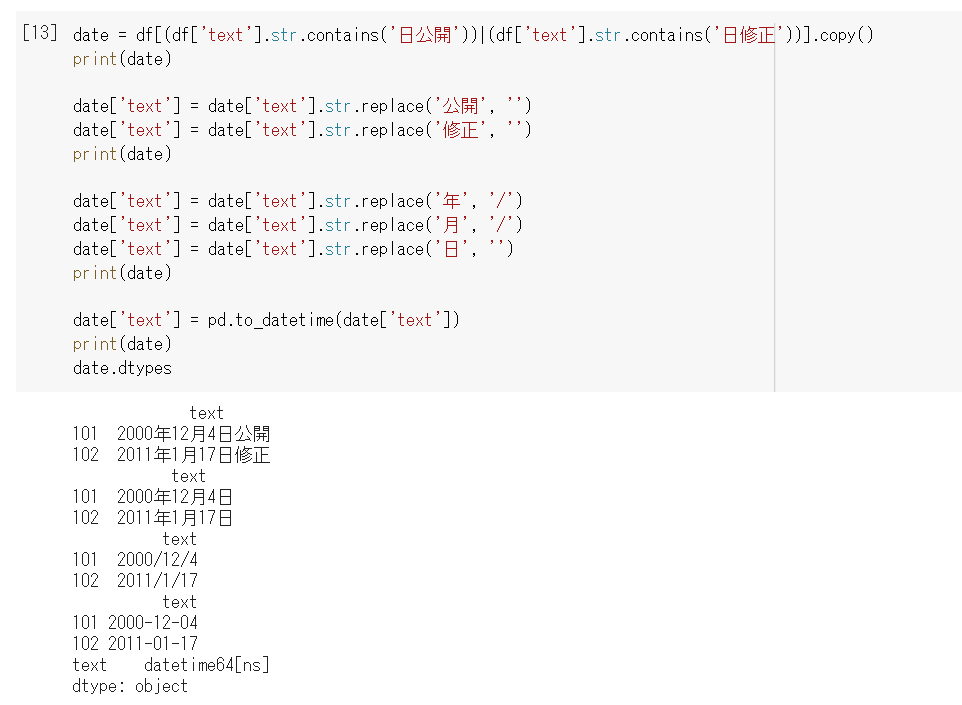 [13] date = df[(df['text'].str.contains('日公開'))|(df['text'].str.contains('日修正'))].copy()
print(date)
date['text'] = date['text'].str.replace('公開', '')
date['text'] = date['text'].str.replace('修正', '')
print(date)
date['text'] = date['text'].str.replace('年', '/')
date['text'] = date['text'].str.replace('月', '/')
date['text'] = date['text'].str.replace('日', '')
print(date)
date['text'] = pd.to_datetime(date['text'])
print(date)
date.dtypes
text
101 2000年12月4日公開
102 2011年1月17日修正
text
101 2000年12月4日
102 2011年1月17日
text
101 2000/12/4
102 2011/1/17
text
101 2000-12-04
102 2011-01-17
text datetime64[ns]
dtype: object